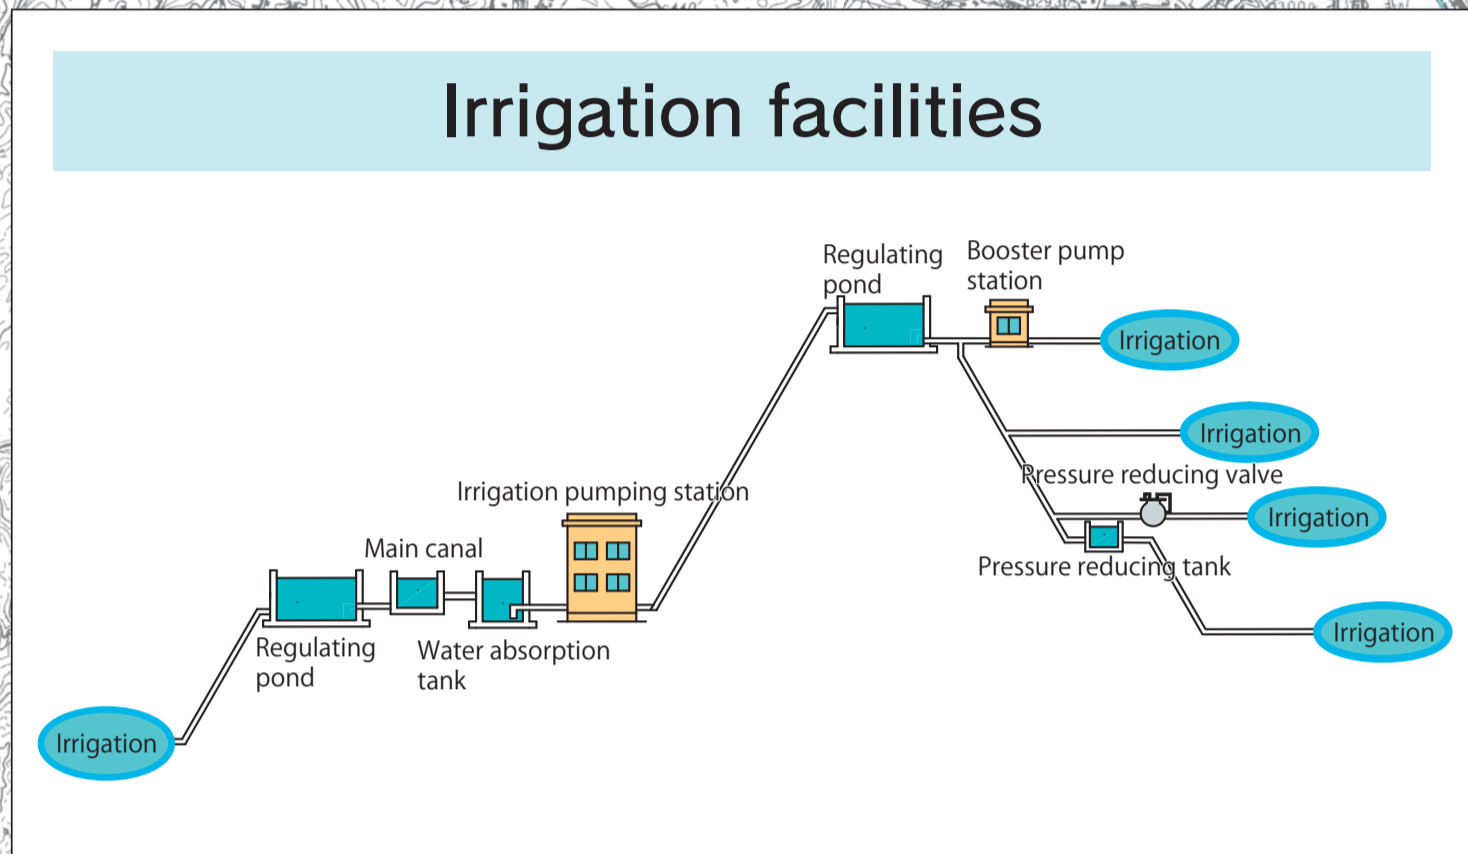 Irrigation facilities
Regulating
pond
Booster pump
station
Irrigation
Irrigation
Pressure reducing valve
Irrigation
Pressure reducing tank
Irrigation
Irrigation pumping station
Main canal
Regulating
pond
Water absorption
tank
Irrigation